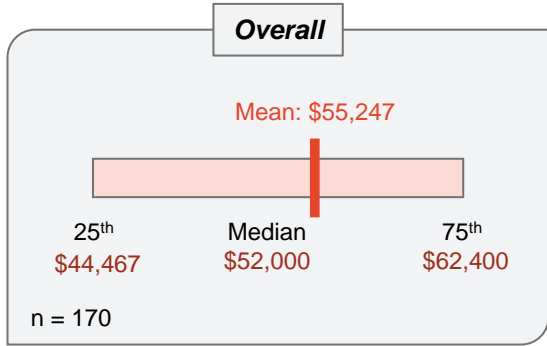 Overall
Mean: $55,247
25th Median 75th
$44,467 $52,000 $62,400
n = 170